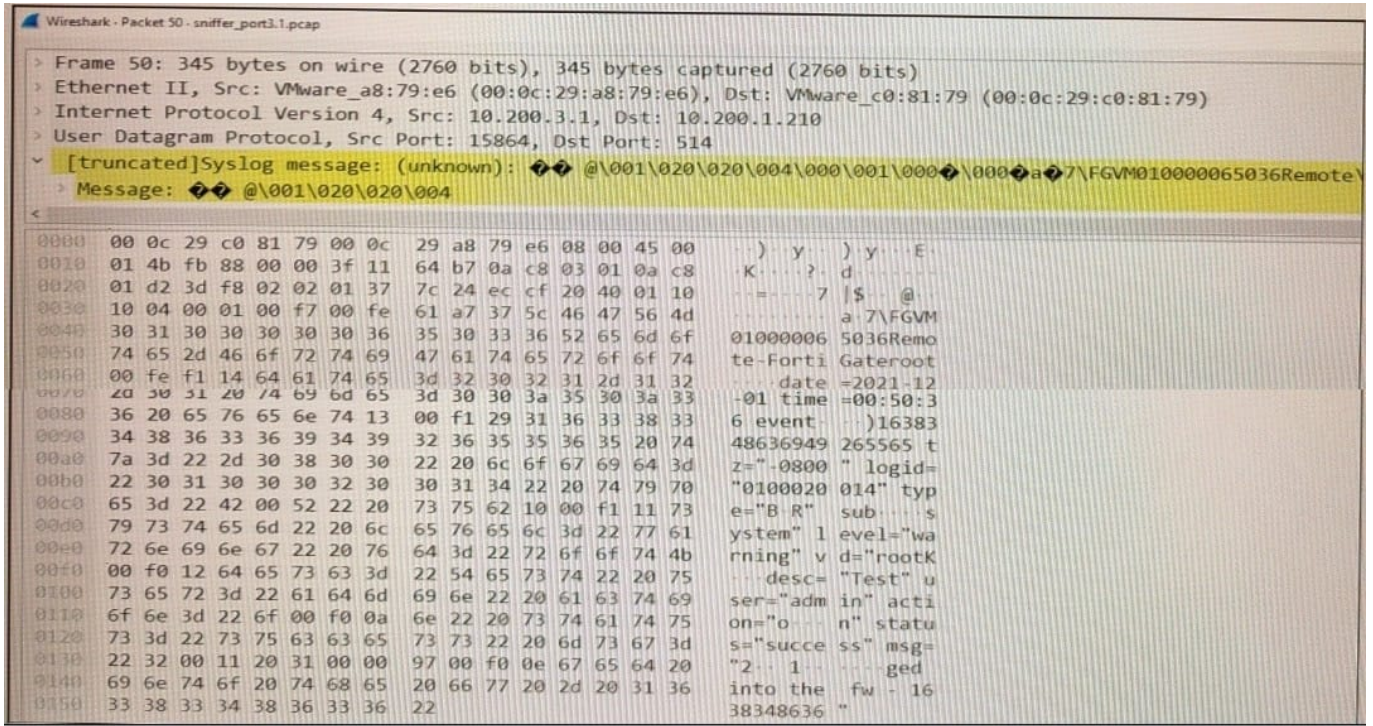 Wireshark · Packet 50 · sniffer_port3.1.pcap
> Frame 50: 345 bytes on wire (2760 bits), 345 bytes captured (2760 bits)
> Ethernet II, Src: VMware_a8:79:e6 (00:0c:29:a8:79:e6), Dst: VMware_c0:81:79 (00:0c:29:c0:81:79)
> Internet Protocol Version 4, Src: 10.200.3.1, Dst: 10.200.1.210
> User Datagram Protocol, Src Port: 15864, Dst Port: 514
[truncated]Syslog message: (unknown): �� @\001\020\020\004\000\001\000�\000�a�7\FGVM010000065036Remote\
> Message: �� @\001\020\020\004
0000 00 0c 29 c0 81 79 00 0c 29 a8 79 e6 08 00 45 00 ··)··y·· )·y···E·
0010 01 4b fb 88 00 00 3f 11 64 b7 0a c8 03 01 0a c8 ·K····?· d·······
0020 01 d2 3d f8 02 02 01 37 7c 24 ec cf 20 40 01 10 ··=····7 |$·· @··
0030 10 04 00 01 00 f7 00 fe 61 a7 37 5c 46 47 56 4d ········ a·7\FGVM
0040 30 31 30 30 30 30 30 36 35 30 33 36 52 65 6d 6f 01000006 5036Remo
0050 74 65 2d 46 6f 72 74 69 47 61 74 65 72 6f 6f 74 te-Forti Gateroot
0060 00 fe f1 14 64 61 74 65 3d 32 30 32 31 2d 31 32 ····date =2021-12
0070 2d 30 31 20 74 69 6d 65 3d 30 30 3a 35 30 3a 33 -01 time =00:50:3
0080 36 20 65 76 65 6e 74 13 00 f1 29 31 36 33 38 33 6 event· ··)16383
0090 34 38 36 33 36 39 34 39 32 36 35 35 36 35 20 74 48636949 265565 t
00a0 7a 3d 22 2d 30 38 30 30 22 20 6c 6f 67 69 64 3d z="-0800 " logid=
00b0 22 30 31 30 30 30 32 30 30 31 34 22 20 74 79 70 "0100020 014" typ
00c0 65 3d 22 42 00 52 22 20 73 75 62 10 00 f1 11 73 e="B·R" sub····s
00d0 79 73 74 65 6d 22 20 6c 65 76 65 6c 3d 22 77 61 ystem" l evel="wa
00e0 72 6e 69 6e 67 22 20 76 64 3d 22 72 6f 6f 74 4b rning" v d="rootK
00f0 00 f0 12 64 65 73 63 3d 22 54 65 73 74 22 20 75 ···desc= "Test" u
0100 73 65 72 3d 22 61 64 6d 69 6e 22 20 61 63 74 69 ser="adm in" acti
0110 6f 6e 3d 22 6f 00 f0 0a 6e 22 20 73 74 61 74 75 on="o··· n" statu
0120 73 3d 22 73 75 63 63 65 73 73 22 20 6d 73 67 3d s="succe ss" msg=
0130 22 32 00 11 20 31 00 00 97 00 f0 0e 67 65 64 20 "2·· 1·· ····ged
0140 69 6e 74 6f 20 74 68 65 20 66 77 20 2d 20 31 36 into the fw - 16
0150 33 38 33 34 38 36 33 36 22 38348636 "